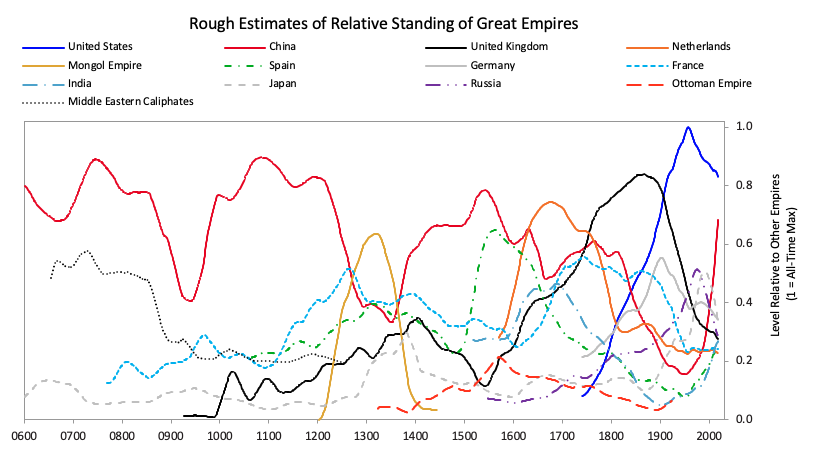 Rough Estimates of Relative Standing of Great Empires
United States China United Kingdom Netherlands
Mongol Empire Spain Germany France
India Japan Russia Ottoman Empire
Middle Eastern Caliphates
1.0
0.8
0.6
0.4
0.2
0.0
Level Relative to Other Empires
(1 = All-Time Max)
0600 0700 0800 0900 1000 1100 1200 1300 1400 1500 1600 1700 1800 1900 2000